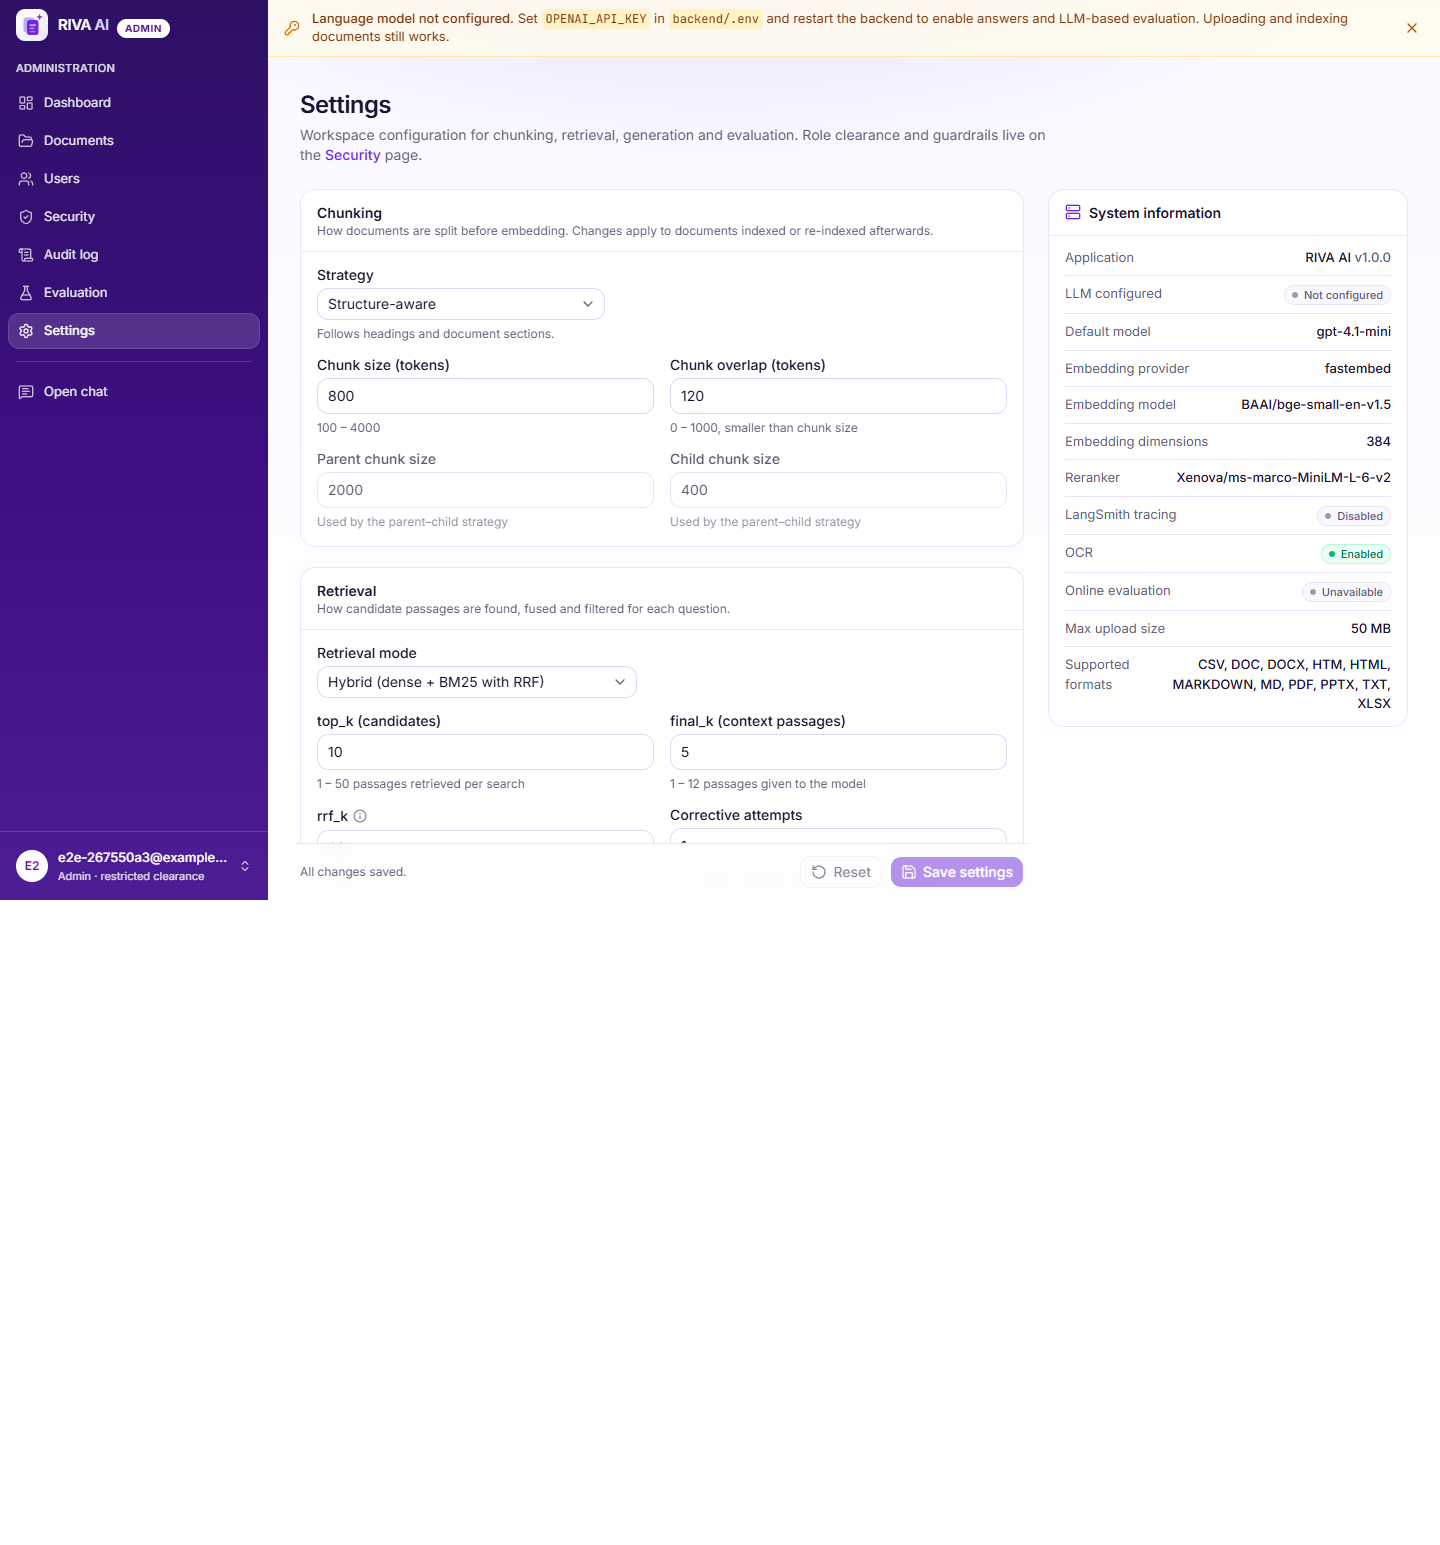 RIVA AI ADMIN
ADMINISTRATION
Dashboard
Documents
Users
Security
Audit log
Evaluation
Settings
Open chat
E2
e2e-267550a3@example...
Admin · restricted clearance
Language model not configured. Set OPENAI_API_KEY in backend/.env and restart the backend to enable answers and LLM-based evaluation. Uploading and indexing
documents still works.
Settings
Workspace configuration for chunking, retrieval, generation and evaluation. Role clearance and guardrails live on
the Security page.
Chunking
How documents are split before embedding. Changes apply to documents indexed or re-indexed afterwards.
Strategy
Structure-aware
Follows headings and document sections.
Chunk size (tokens)
800
100 – 4000
Chunk overlap (tokens)
120
0 – 1000, smaller than chunk size
Parent chunk size
2000
Used by the parent–child strategy
Child chunk size
400
Used by the parent–child strategy
Retrieval
How candidate passages are found, fused and filtered for each question.
Retrieval mode
Hybrid (dense + BM25 with RRF)
top_k (candidates)
10
1 – 50 passages retrieved per search
final_k (context passages)
5
1 – 12 passages given to the model
rrf_k
Corrective attempts
All changes saved.
Reset
Save settings
System information
Application RIVA AI v1.0.0
LLM configured Not configured
Default model gpt-4.1-mini
Embedding provider fastembed
Embedding model BAAI/bge-small-en-v1.5
Embedding dimensions 384
Reranker Xenova/ms-marco-MiniLM-L-6-v2
LangSmith tracing Disabled
OCR Enabled
Online evaluation Unavailable
Max upload size 50 MB
Supported formats
CSV, DOC, DOCX, HTM, HTML,
MARKDOWN, MD, PDF, PPTX, TXT,
XLSX